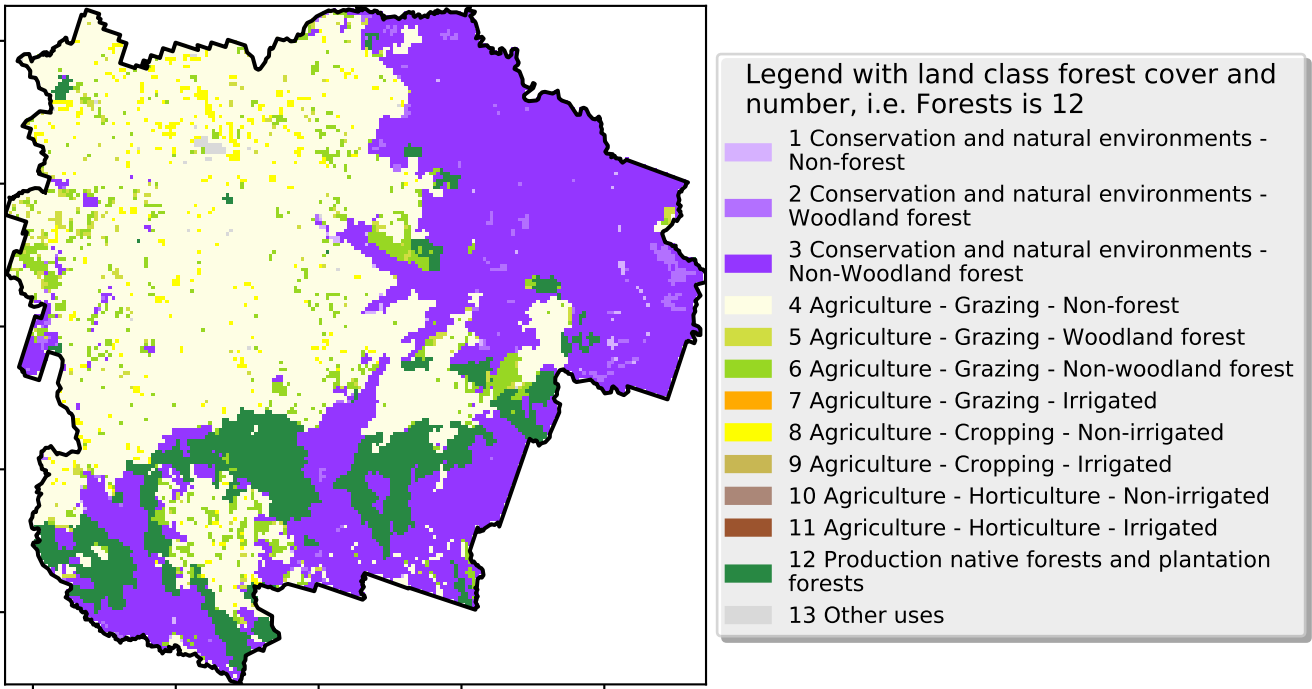 Legend with land class forest cover and
number, i.e. Forests is 12
1 Conservation and natural environments -
Non-forest
2 Conservation and natural environments -
Woodland forest
3 Conservation and natural environments -
Non-Woodland forest
4 Agriculture - Grazing - Non-forest
5 Agriculture - Grazing - Woodland forest
6 Agriculture - Grazing - Non-woodland forest
7 Agriculture - Grazing - Irrigated
8 Agriculture - Cropping - Non-irrigated
9 Agriculture - Cropping - Irrigated
10 Agriculture - Horticulture - Non-irrigated
11 Agriculture - Horticulture - Irrigated
12 Production native forests and plantation
forests
13 Other uses